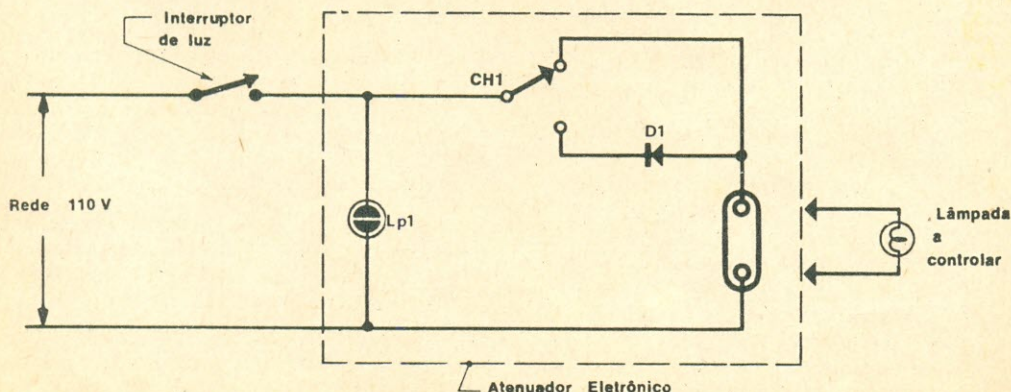 Interruptor
de luz
CH1
D1
Rede 110 V
Lp1
Lâmpada
a
controlar
Atenuador Eletrônico